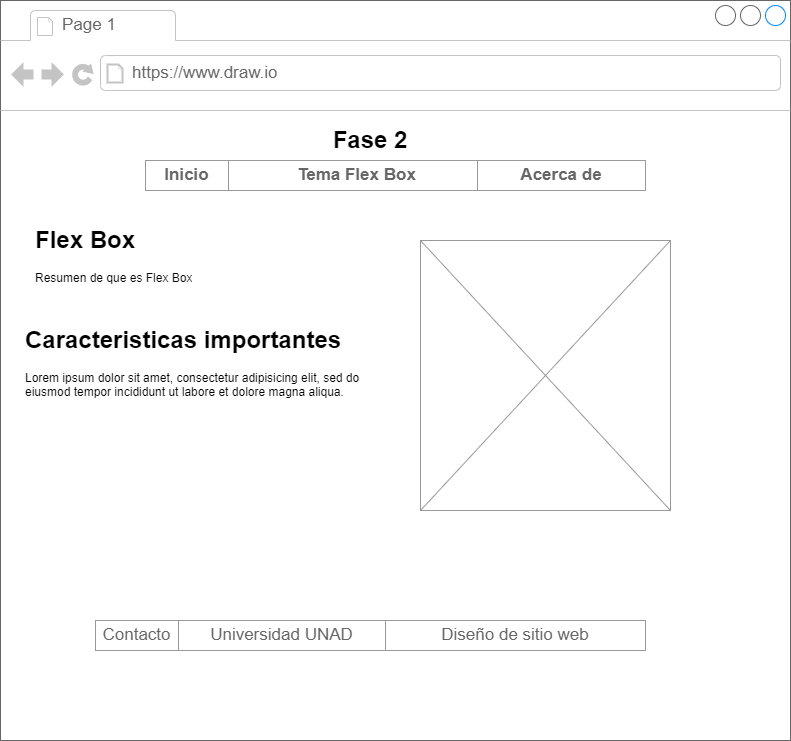 Page 1
https://www.draw.io
Fase 2
Inicio
Tema Flex Box
Acerca de
Flex Box
Resumen de que es Flex Box
Caracteristicas importantes
Lorem ipsum dolor sit amet, consectetur adipisicing elit, sed do
eiusmod tempor incididunt ut labore et dolore magna aliqua.
Contacto
Universidad UNAD
Diseño de sitio web